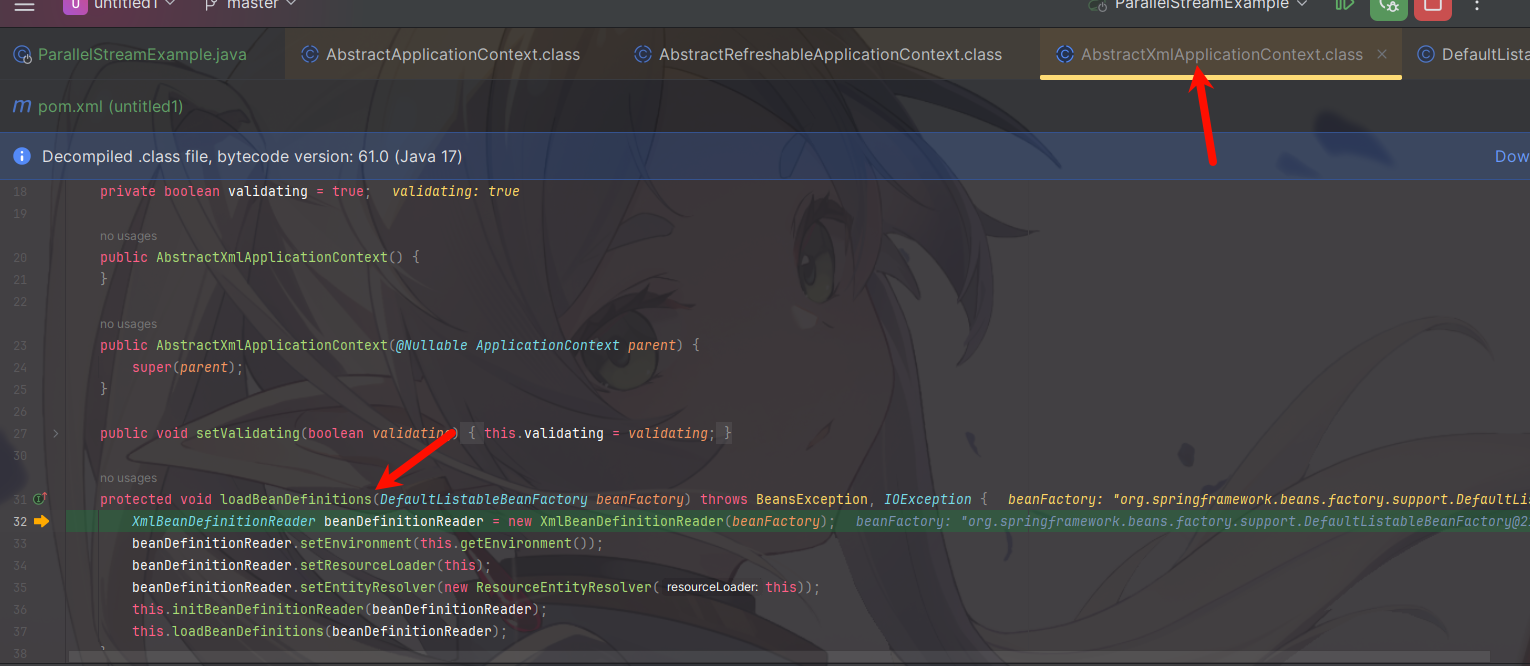 U untitled1 master ParallelStreamExample
ParallelStreamExample.java AbstractApplicationContext.class AbstractRefreshableApplicationContext.class AbstractXmlApplicationContext.class DefaultLista
m pom.xml (untitled1)
Decompiled .class file, bytecode version: 61.0 (Java 17) Dow
18 private boolean validating = true; validating: true
19
no usages
20 public AbstractXmlApplicationContext() {
21 }
22
no usages
23 public AbstractXmlApplicationContext(@Nullable ApplicationContext parent) {
24 super(parent);
25 }
26
27 public void setValidating(boolean validating) { this.validating = validating; }
30
no usages
31 protected void loadBeanDefinitions(DefaultListableBeanFactory beanFactory) throws BeansException, IOException { beanFactory: "org.springframework.beans.factory.support.DefaultLis
32 XmlBeanDefinitionReader beanDefinitionReader = new XmlBeanDefinitionReader(beanFactory); beanFactory: "org.springframework.beans.factory.support.DefaultListableBeanFactory@2
33 beanDefinitionReader.setEnvironment(this.getEnvironment());
34 beanDefinitionReader.setResourceLoader(this);
35 beanDefinitionReader.setEntityResolver(new ResourceEntityResolver( resourceLoader: this));
36 this.initBeanDefinitionReader(beanDefinitionReader);
37 this.loadBeanDefinitions(beanDefinitionReader);
38 }